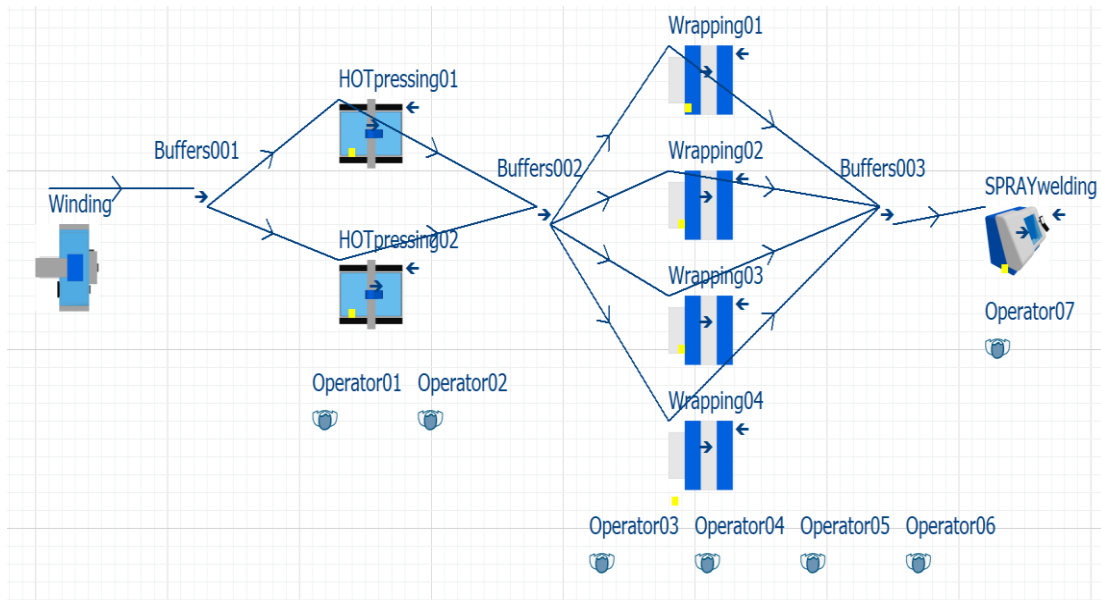 Wrapping01
HOTpressing01
Buffers001
Wrapping02
Buffers002
Buffers003
SPRAYwelding
Winding
HOTpressing02
Wrapping03
Operator07
Operator01 Operator02
Wrapping04
Operator03 Operator04 Operator05 Operator06